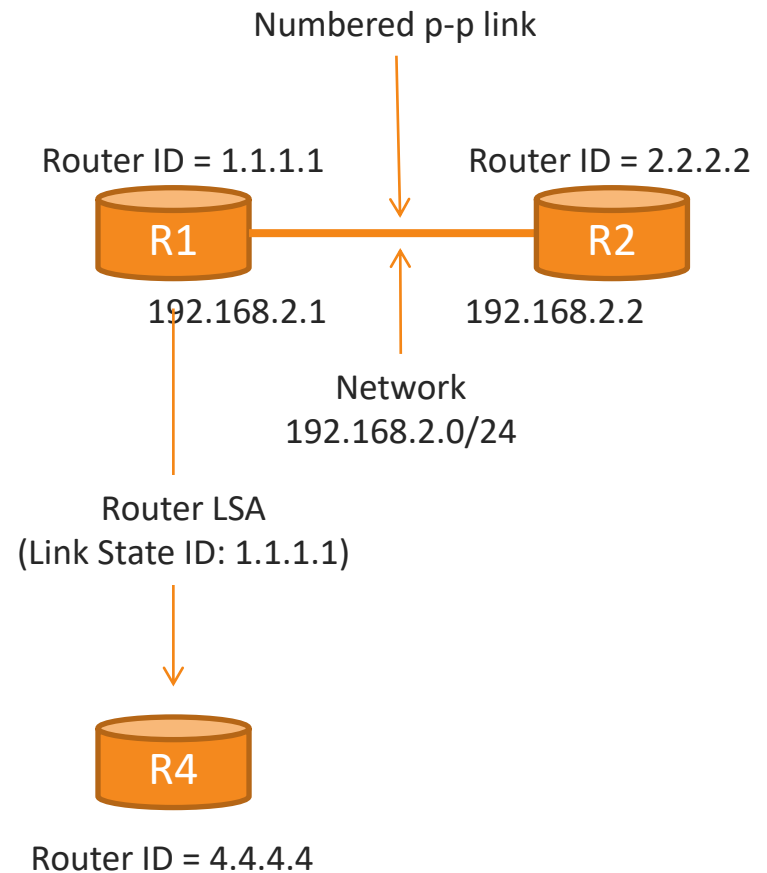 Numbered p-p link
Router ID = 1.1.1.1
Router ID = 2.2.2.2
R1
R2
192.168.2.1
192.168.2.2
Network
192.168.2.0/24
Router LSA
(Link State ID: 1.1.1.1)
R4
Router ID = 4.4.4.4